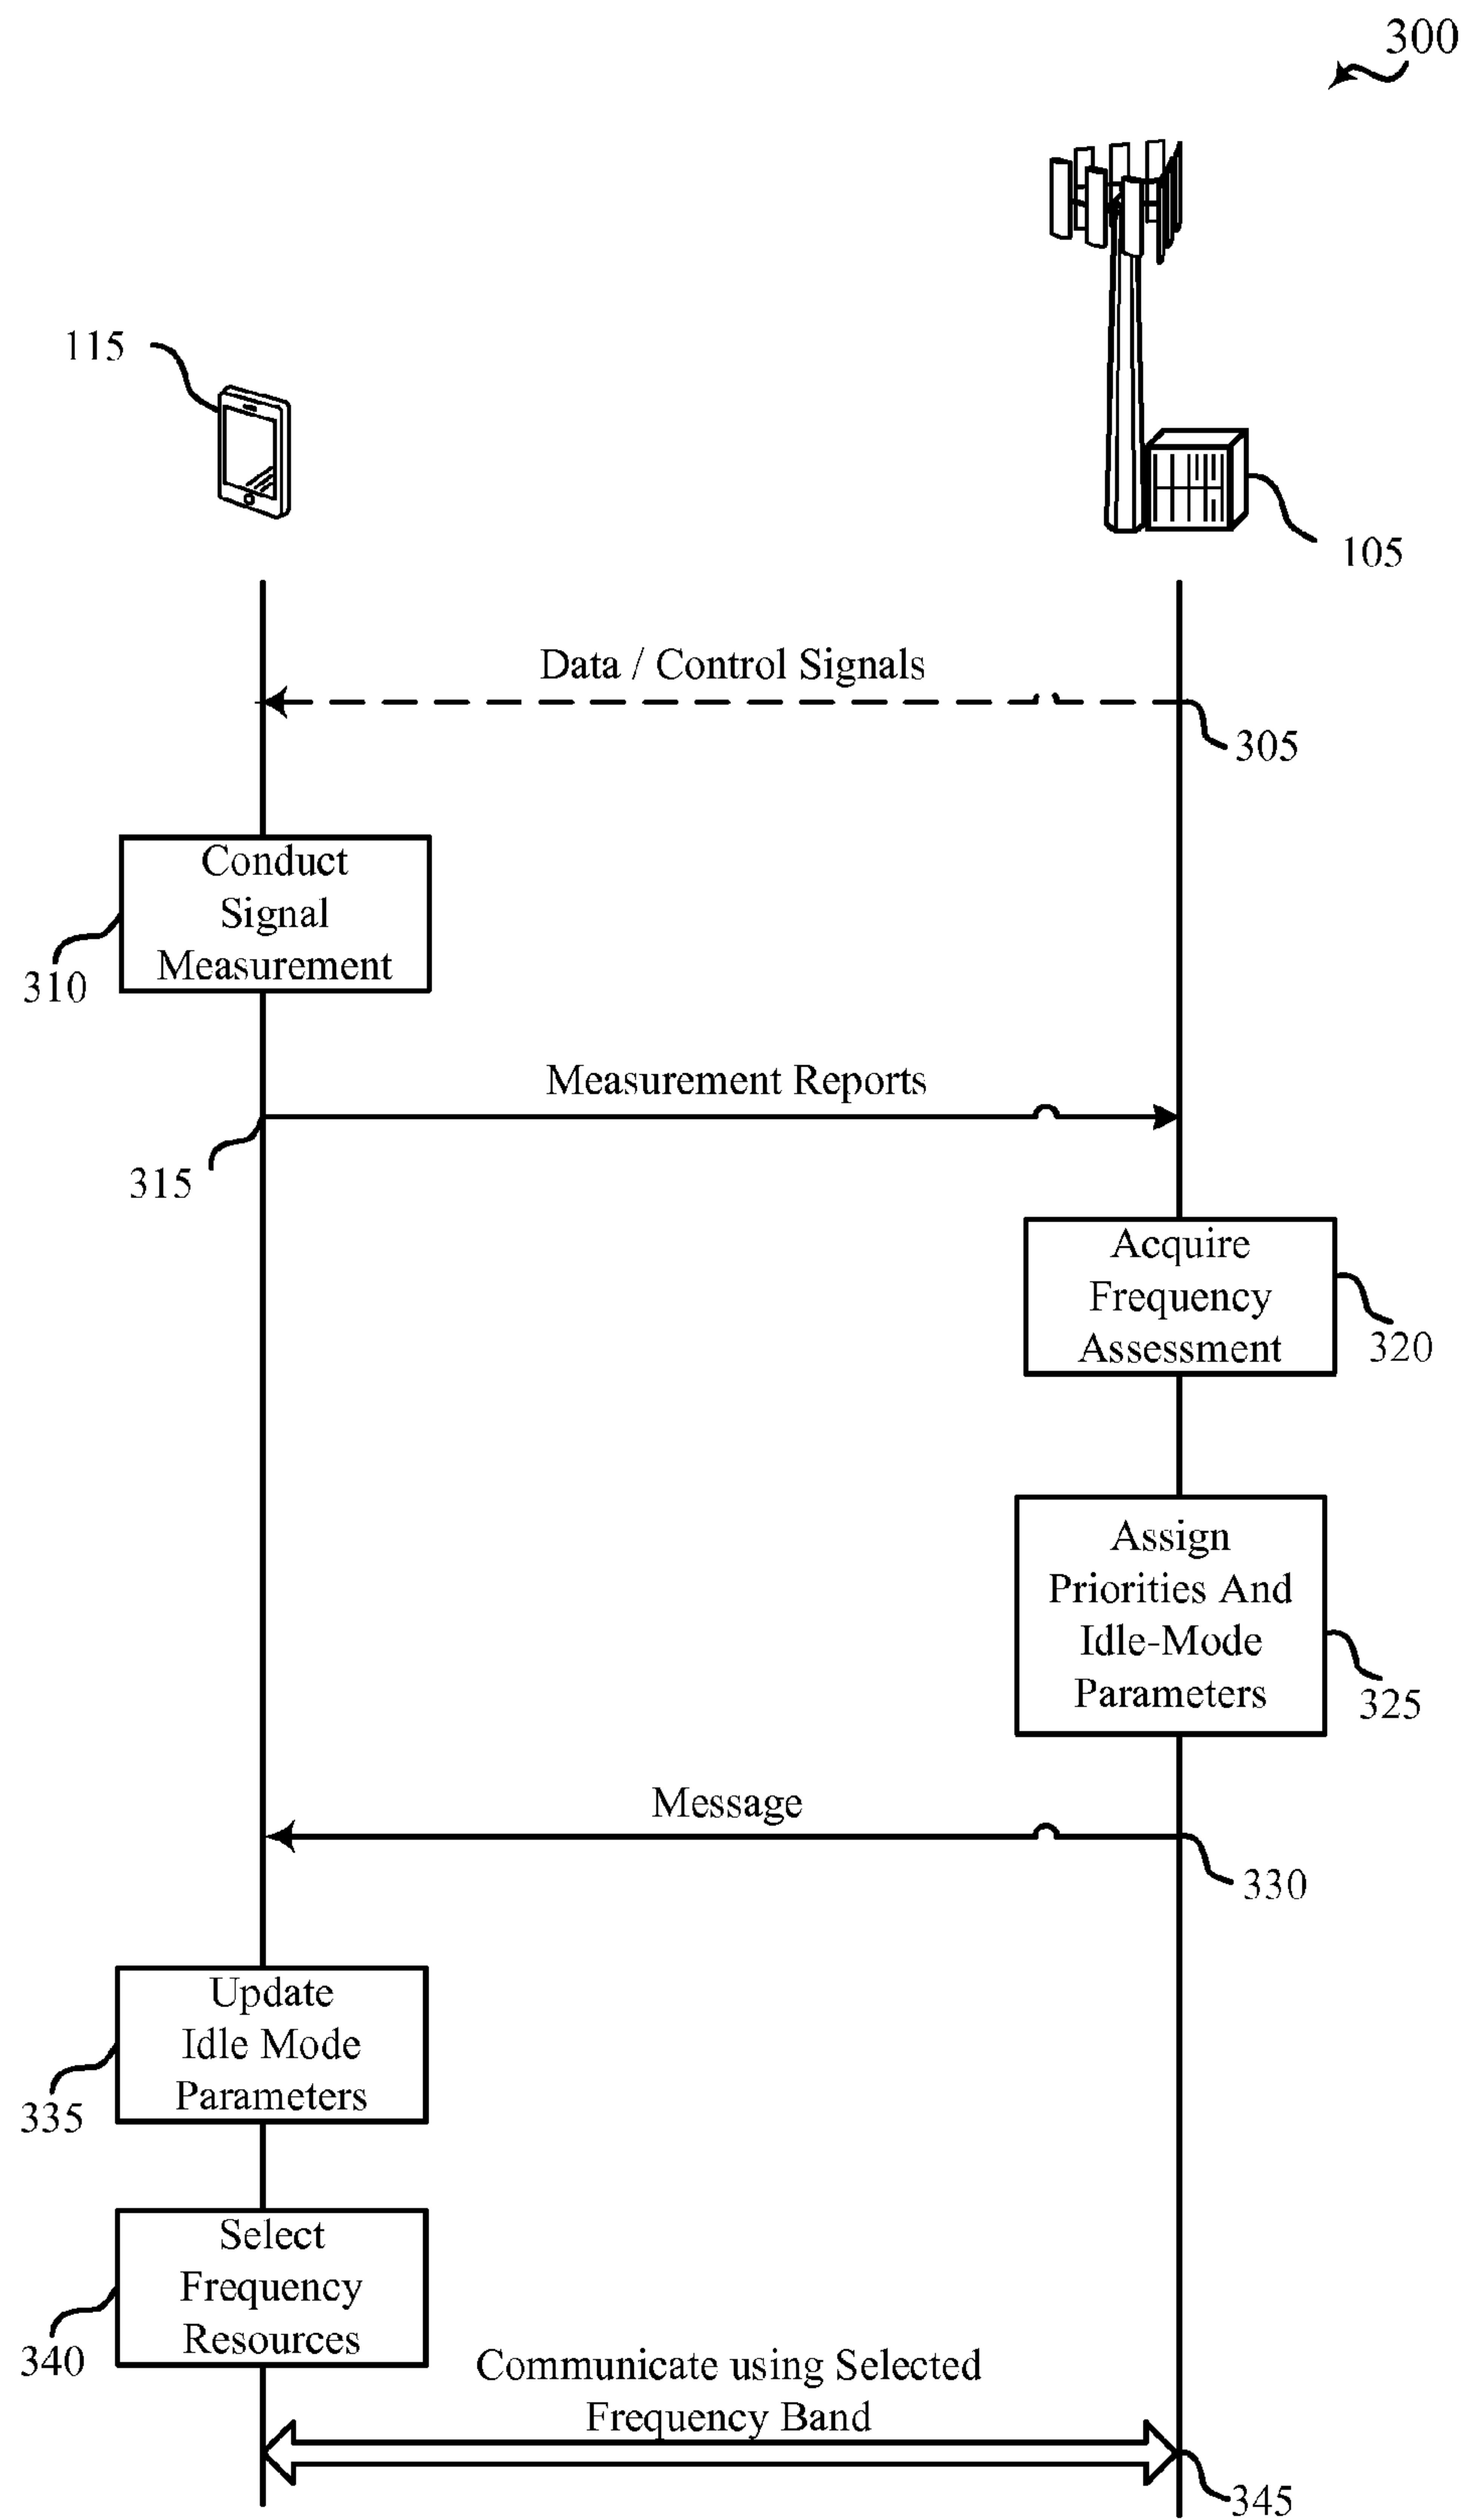 300
115
105
Data / Control Signals
305
Conduct
Signal
Measurement
310
Measurement Reports
315
Acquire
Frequency
Assessment
320
Assign
Priorities And
Idle-Mode
Parameters
325
Message
330
Update
Idle Mode
Parameters
335
Select
Frequency
Resources
340
Communicate using Selected
Frequency Band
345